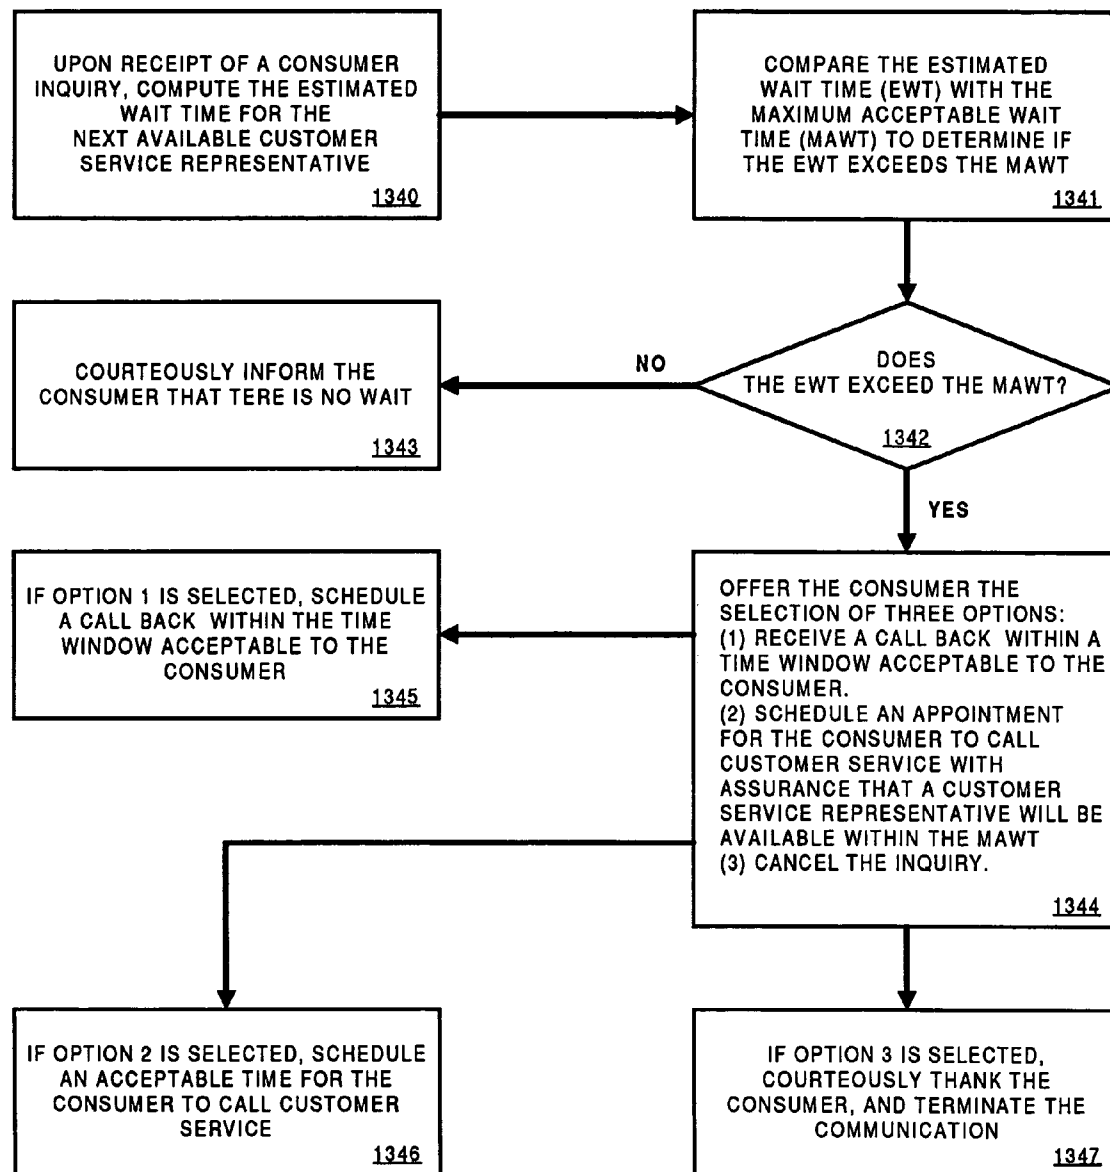 UPON RECEIPT OF A CONSUMER
INQUIRY, COMPUTE THE ESTIMATED
WAIT TIME FOR THE
NEXT AVAILABLE CUSTOMER
SERVICE REPRESENTATIVE
1340
COMPARE THE ESTIMATED
WAIT TIME (EWT) WITH THE
MAXIMUM ACCEPTABLE WAIT
TIME (MAWT) TO DETERMINE IF
THE EWT EXCEEDS THE MAWT
1341
DOES
THE EWT EXCEED THE MAWT?
1342
NO
YES
COURTEOUSLY INFORM THE
CONSUMER THAT TERE IS NO WAIT
1343
OFFER THE CONSUMER THE
SELECTION OF THREE OPTIONS:
(1) RECEIVE A CALL BACK WITHIN A
TIME WINDOW ACCEPTABLE TO THE
CONSUMER.
(2) SCHEDULE AN APPOINTMENT
FOR THE CONSUMER TO CALL
CUSTOMER SERVICE WITH
ASSURANCE THAT A CUSTOMER
SERVICE REPRESENTATIVE WILL BE
AVAILABLE WITHIN THE MAWT
(3) CANCEL THE INQUIRY.
1344
IF OPTION 1 IS SELECTED, SCHEDULE
A CALL BACK WITHIN THE TIME
WINDOW ACCEPTABLE TO THE
CONSUMER
1345
IF OPTION 2 IS SELECTED, SCHEDULE
AN ACCEPTABLE TIME FOR THE
CONSUMER TO CALL CUSTOMER
SERVICE
1346
IF OPTION 3 IS SELECTED,
COURTEOUSLY THANK THE
CONSUMER, AND TERMINATE THE
COMMUNICATION
1347